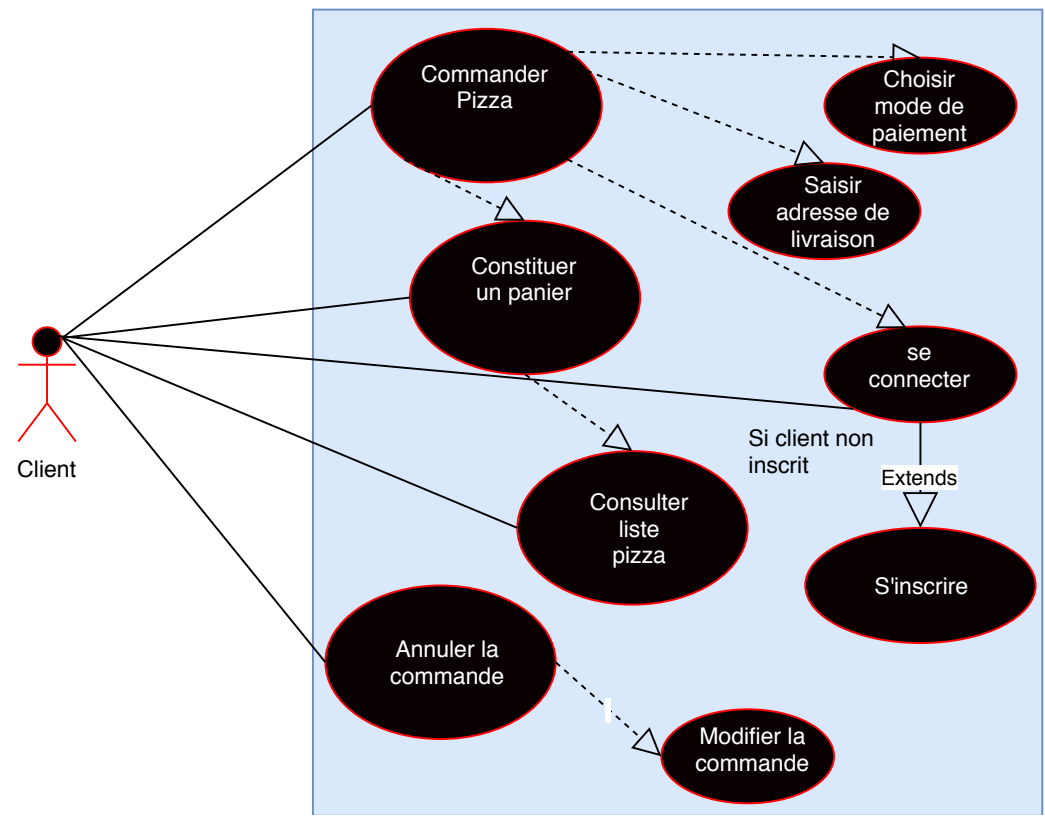 Commander
Pizza
Choisir
mode de
paiement
Saisir
adresse de
livraison
Constituer
un panier
se
connecter
Client
Si client non
inscrit
Extends
Consulter
liste
pizza
S'inscrire
Annuler la
commande
Modifier la
commande